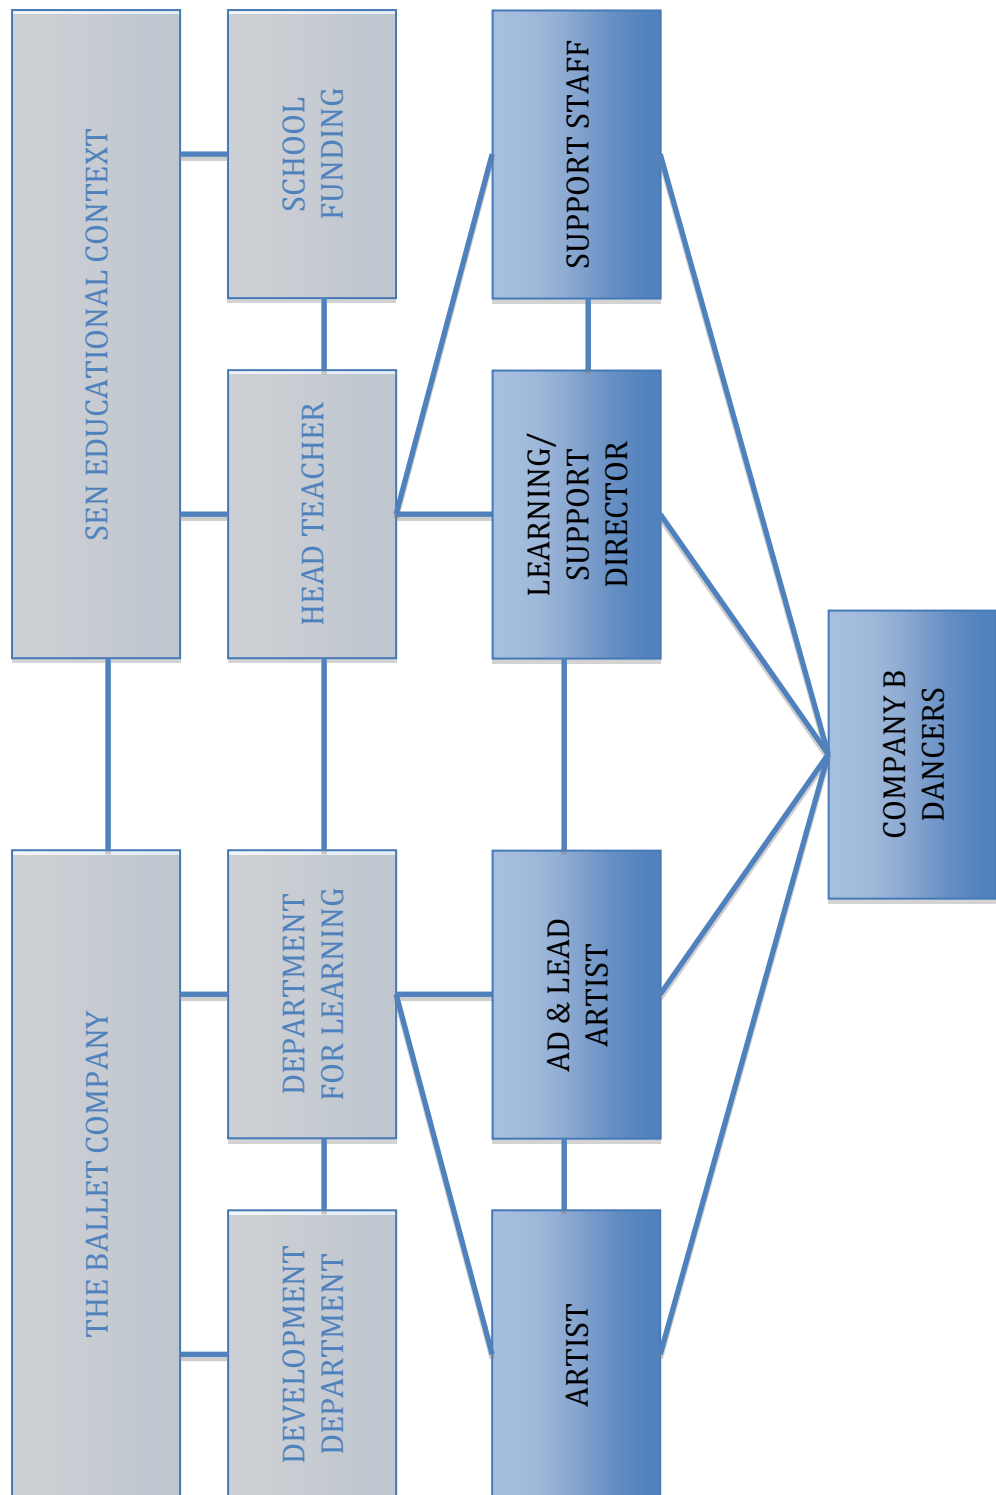 THE BALLET COMPANY
SEN EDUCATIONAL CONTEXT
DEVELOPMENT
DEPARTMENT
DEPARTMENT
FOR LEARNING
HEAD TEACHER
SCHOOL
FUNDING
ARTIST
AD & LEAD
ARTIST
LEARNING/
SUPPORT
DIRECTOR
SUPPORT STAFF
COMPANY B
DANCERS